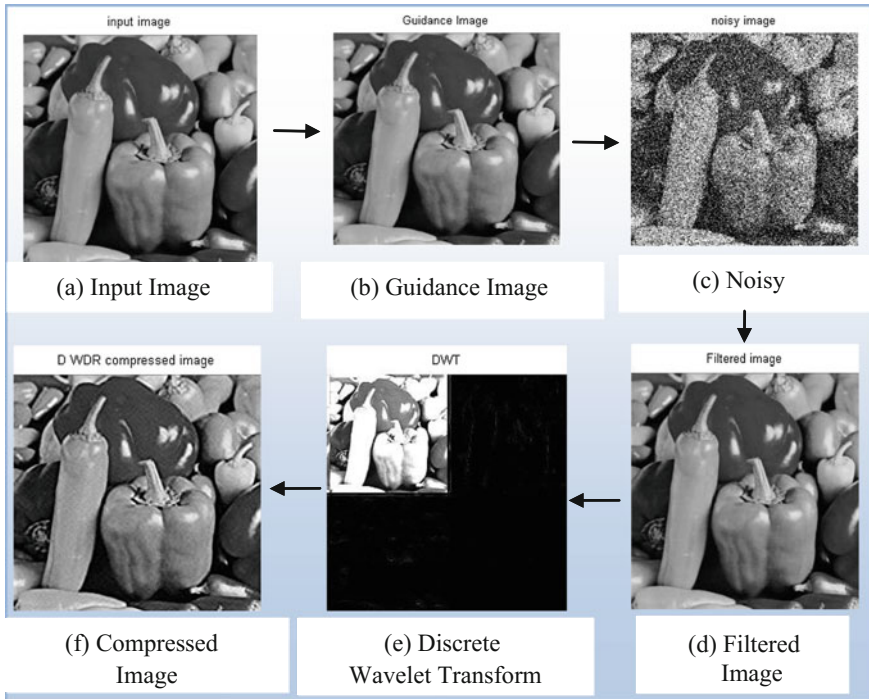 input image
Guidance Image
noisy image
(a) Input Image
(b) Guidance Image
(c) Noisy
D WDR compressed image
DWT
Filtered image
(f) Compressed
Image
(e) Discrete
Wavelet Transform
(d) Filtered
Image